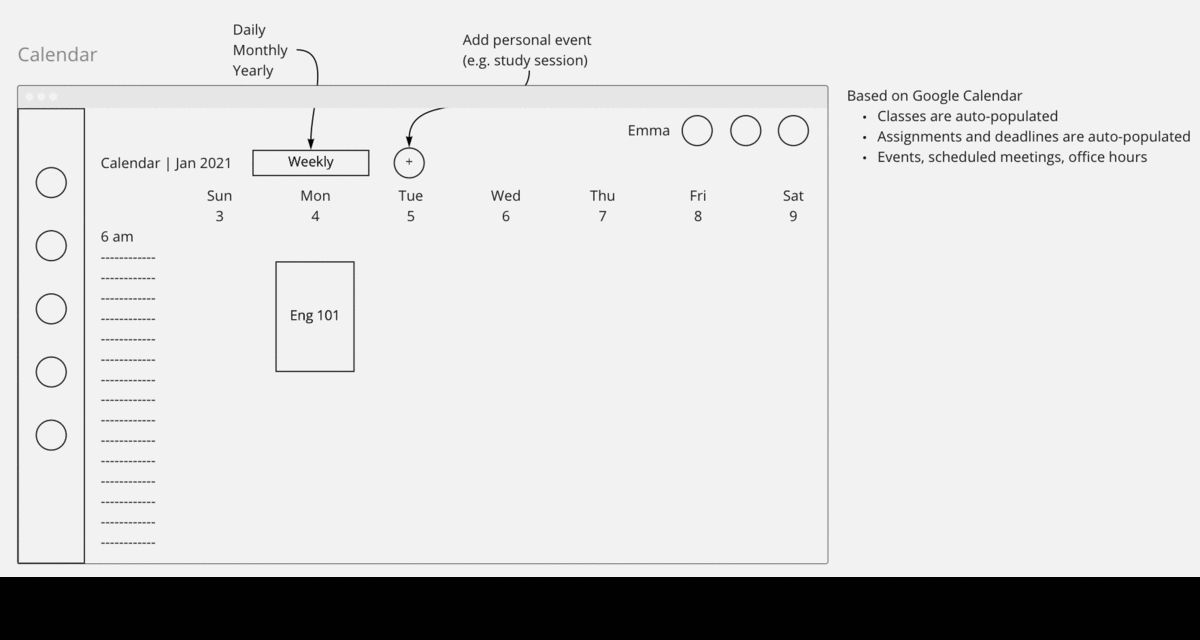 Calendar
Daily
Monthly
Yearly
Add personal event
(e.g. study session)
Based on Google Calendar
• Classes are auto-populated
• Assignments and deadlines are auto-populated
• Events, scheduled meetings, office hours
Emma
Calendar | Jan 2021
Weekly
+
Sun Mon Tue Wed Thu Fri Sat
3 4 5 6 7 8 9
6 am
Eng 101